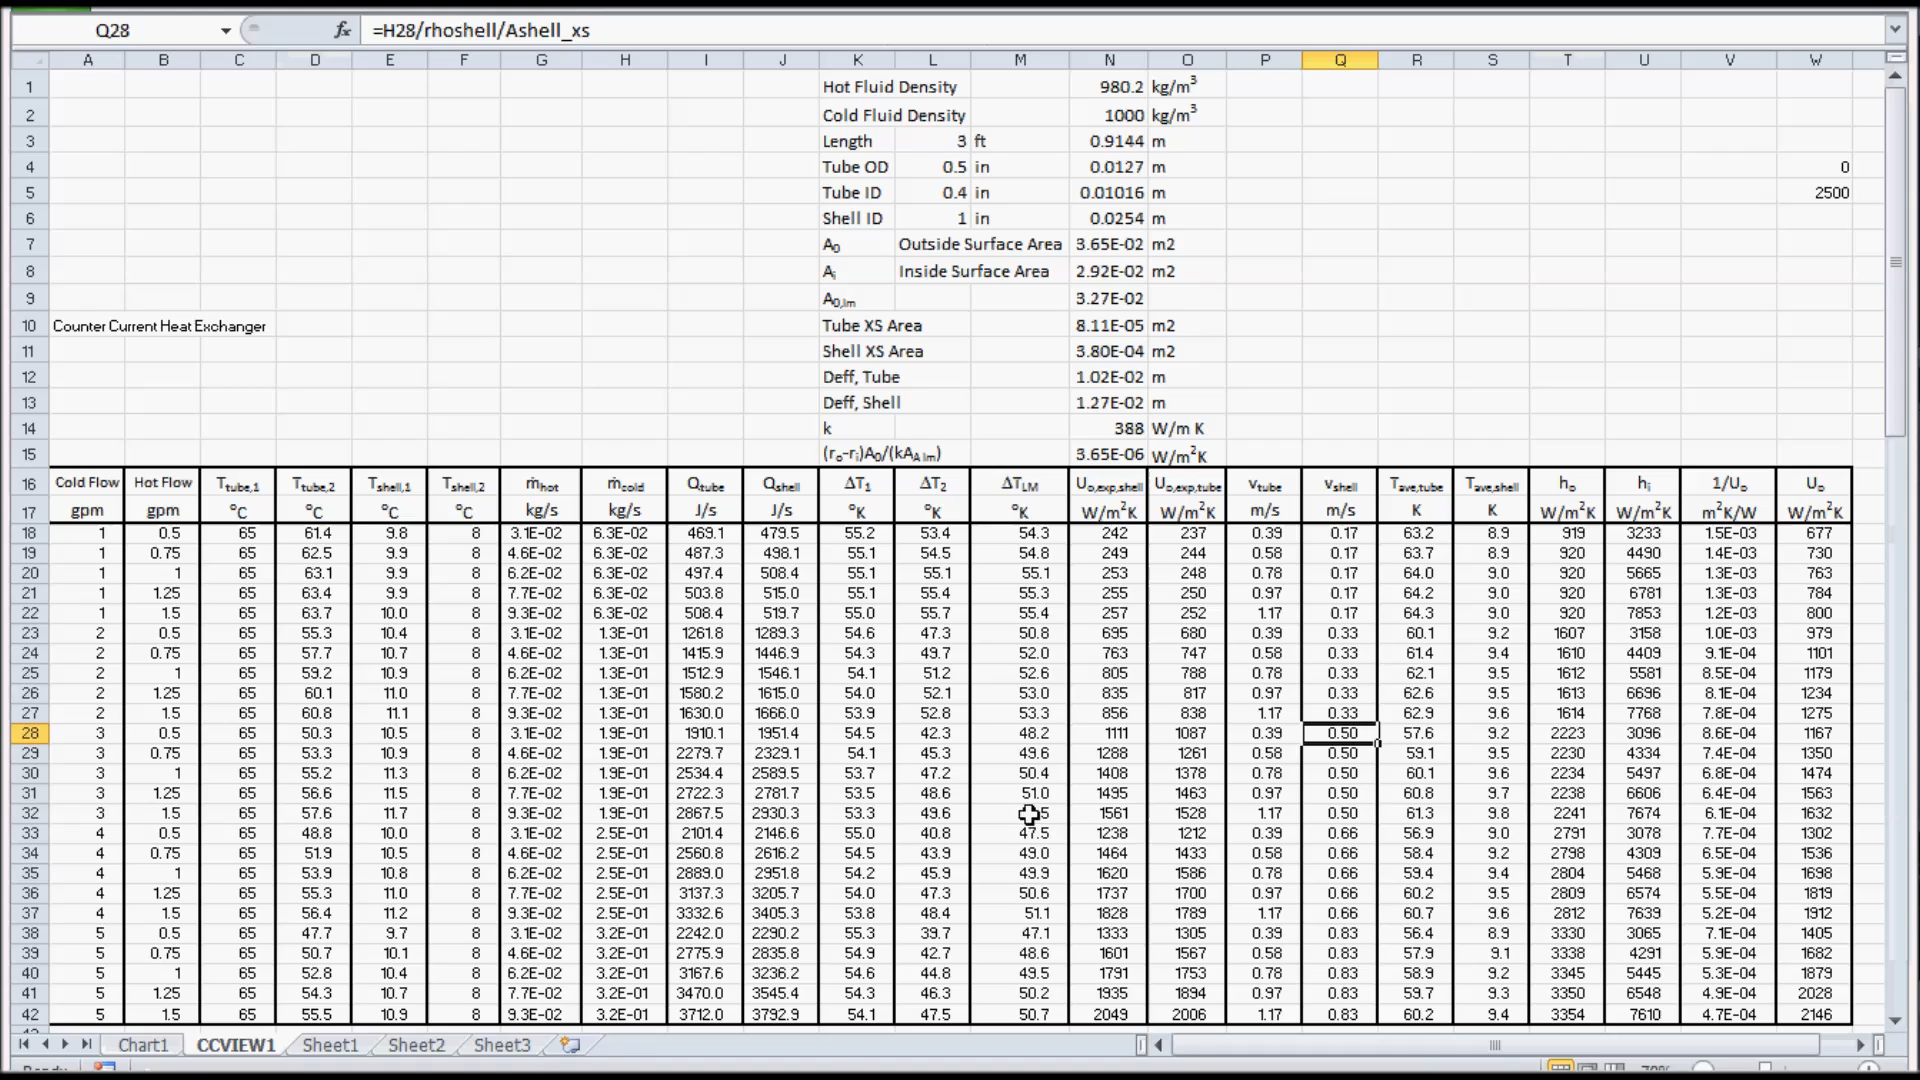 Q28 fx =H28/rhoshell/Ashell_xs
A B C D E F G H I J K L M N O P Q R S T U V W
1 Hot Fluid Density 980.2 kg/m3
2 Cold Fluid Density 1000 kg/m3
3 Length 3 ft 0.9144 m
4 Tube OD 0.5 in 0.0127 m 0
5 Tube ID 0.4 in 0.01016 m 2500
6 Shell ID 1 in 0.0254 m
7 A0 Outside Surface Area 3.65E-02 m2
8 Ai Inside Surface Area 2.92E-02 m2
9 A0,lm 3.27E-02
10 Counter Current Heat Exchanger Tube XS Area 8.11E-05 m2
11 Shell XS Area 3.80E-04 m2
12 Deff, Tube 1.02E-02 m
13 Deff, Shell 1.27E-02 m
14 k 388 W/m K
15 (ro-ri)A0/(kAA lm) 3.65E-06 W/m2K
16 Cold Flow Hot Flow Ttube,1 Ttube,2 Tshell,1 Tshell,2 ṁhot ṁcold Qtube Qshell ΔT1 ΔT2 ΔTLM Uo,exp,shell Uo,exp,tube vtube vshell Tave,tube Tave,shell ho hi 1/Uo Uo
17 gpm gpm °C °C °C °C kg/s kg/s J/s J/s °K °K °K W/m2K W/m2K m/s m/s K K W/m2K W/m2K m2K/W W/m2K
18 1 0.5 65 61.4 9.8 8 3.1E-02 6.3E-02 469.1 479.5 55.2 53.4 54.3 242 237 0.39 0.17 63.2 8.9 919 3233 1.5E-03 677
19 1 0.75 65 62.5 9.9 8 4.6E-02 6.3E-02 487.3 498.1 55.1 54.5 54.8 249 244 0.58 0.17 63.7 8.9 920 4490 1.4E-03 730
20 1 1 65 63.1 9.9 8 6.2E-02 6.3E-02 497.4 508.4 55.1 55.1 55.1 253 248 0.78 0.17 64.0 9.0 920 5665 1.3E-03 763
21 1 1.25 65 63.4 9.9 8 7.7E-02 6.3E-02 503.8 515.0 55.1 55.4 55.3 255 250 0.97 0.17 64.2 9.0 920 6781 1.3E-03 784
22 1 1.5 65 63.7 10.0 8 9.3E-02 6.3E-02 508.4 519.7 55.0 55.7 55.4 257 252 1.17 0.17 64.3 9.0 920 7853 1.2E-03 800
23 2 0.5 65 55.3 10.4 8 3.1E-02 1.3E-01 1261.8 1289.3 54.6 47.3 50.8 695 680 0.39 0.33 60.1 9.2 1607 3158 1.0E-03 979
24 2 0.75 65 57.7 10.7 8 4.6E-02 1.3E-01 1415.9 1446.9 54.3 49.7 52.0 763 747 0.58 0.33 61.4 9.4 1610 4409 9.1E-04 1101
25 2 1 65 59.2 10.9 8 6.2E-02 1.3E-01 1512.9 1546.1 54.1 51.2 52.6 805 788 0.78 0.33 62.1 9.5 1612 5581 8.5E-04 1179
26 2 1.25 65 60.1 11.0 8 7.7E-02 1.3E-01 1580.2 1615.0 54.0 52.1 53.0 835 817 0.97 0.33 62.6 9.5 1613 6696 8.1E-04 1234
27 2 1.5 65 60.8 11.1 8 9.3E-02 1.3E-01 1630.0 1666.0 53.9 52.8 53.3 856 838 1.17 0.33 62.9 9.6 1614 7768 7.8E-04 1275
28 3 0.5 65 50.3 10.5 8 3.1E-02 1.9E-01 1910.1 1951.4 54.5 42.3 48.2 1111 1087 0.39 0.50 57.6 9.2 2223 3096 8.6E-04 1167
29 3 0.75 65 53.3 10.9 8 4.6E-02 1.9E-01 2279.7 2329.1 54.1 45.3 49.6 1288 1261 0.58 0.50 59.1 9.5 2230 4334 7.4E-04 1350
30 3 1 65 55.2 11.3 8 6.2E-02 1.9E-01 2534.4 2589.5 53.7 47.2 50.4 1408 1378 0.78 0.50 60.1 9.6 2234 5497 6.8E-04 1474
31 3 1.25 65 56.6 11.5 8 7.7E-02 1.9E-01 2722.3 2781.7 53.5 48.6 51.0 1495 1463 0.97 0.50 60.8 9.7 2238 6606 6.4E-04 1563
32 3 1.5 65 57.6 11.7 8 9.3E-02 1.9E-01 2867.5 2930.3 53.3 49.6 5 1561 1528 1.17 0.50 61.3 9.8 2241 7674 6.1E-04 1632
33 4 0.5 65 48.8 10.0 8 3.1E-02 2.5E-01 2101.4 2146.6 55.0 40.8 47.5 1238 1212 0.39 0.66 56.9 9.0 2791 3078 7.7E-04 1302
34 4 0.75 65 51.9 10.5 8 4.6E-02 2.5E-01 2560.8 2616.2 54.5 43.9 49.0 1464 1433 0.58 0.66 58.4 9.2 2798 4309 6.5E-04 1536
35 4 1 65 53.9 10.8 8 6.2E-02 2.5E-01 2889.0 2951.8 54.2 45.9 49.9 1620 1586 0.78 0.66 59.4 9.4 2804 5468 5.9E-04 1698
36 4 1.25 65 55.3 11.0 8 7.7E-02 2.5E-01 3137.3 3205.7 54.0 47.3 50.6 1737 1700 0.97 0.66 60.2 9.5 2809 6574 5.5E-04 1819
37 4 1.5 65 56.4 11.2 8 9.3E-02 2.5E-01 3332.6 3405.3 53.8 48.4 51.1 1828 1789 1.17 0.66 60.7 9.6 2812 7639 5.2E-04 1912
38 5 0.5 65 47.7 9.7 8 3.1E-02 3.2E-01 2242.0 2290.2 55.3 39.7 47.1 1333 1305 0.39 0.83 56.4 8.9 3330 3065 7.1E-04 1405
39 5 0.75 65 50.7 10.1 8 4.6E-02 3.2E-01 2775.9 2835.8 54.9 42.7 48.6 1601 1567 0.58 0.83 57.9 9.1 3338 4291 5.9E-04 1682
40 5 1 65 52.8 10.4 8 6.2E-02 3.2E-01 3167.6 3236.2 54.6 44.8 49.5 1791 1753 0.78 0.83 58.9 9.2 3345 5445 5.3E-04 1879
41 5 1.25 65 54.3 10.7 8 7.7E-02 3.2E-01 3470.0 3545.4 54.3 46.3 50.2 1935 1894 0.97 0.83 59.7 9.3 3350 6548 4.9E-04 2028
42 5 1.5 65 55.5 10.9 8 9.3E-02 3.2E-01 3712.0 3792.9 54.1 47.5 50.7 2049 2006 1.17 0.83 60.2 9.4 3354 7610 4.7E-04 2146
Chart1 CCVIEW1 Sheet1 Sheet2 Sheet3